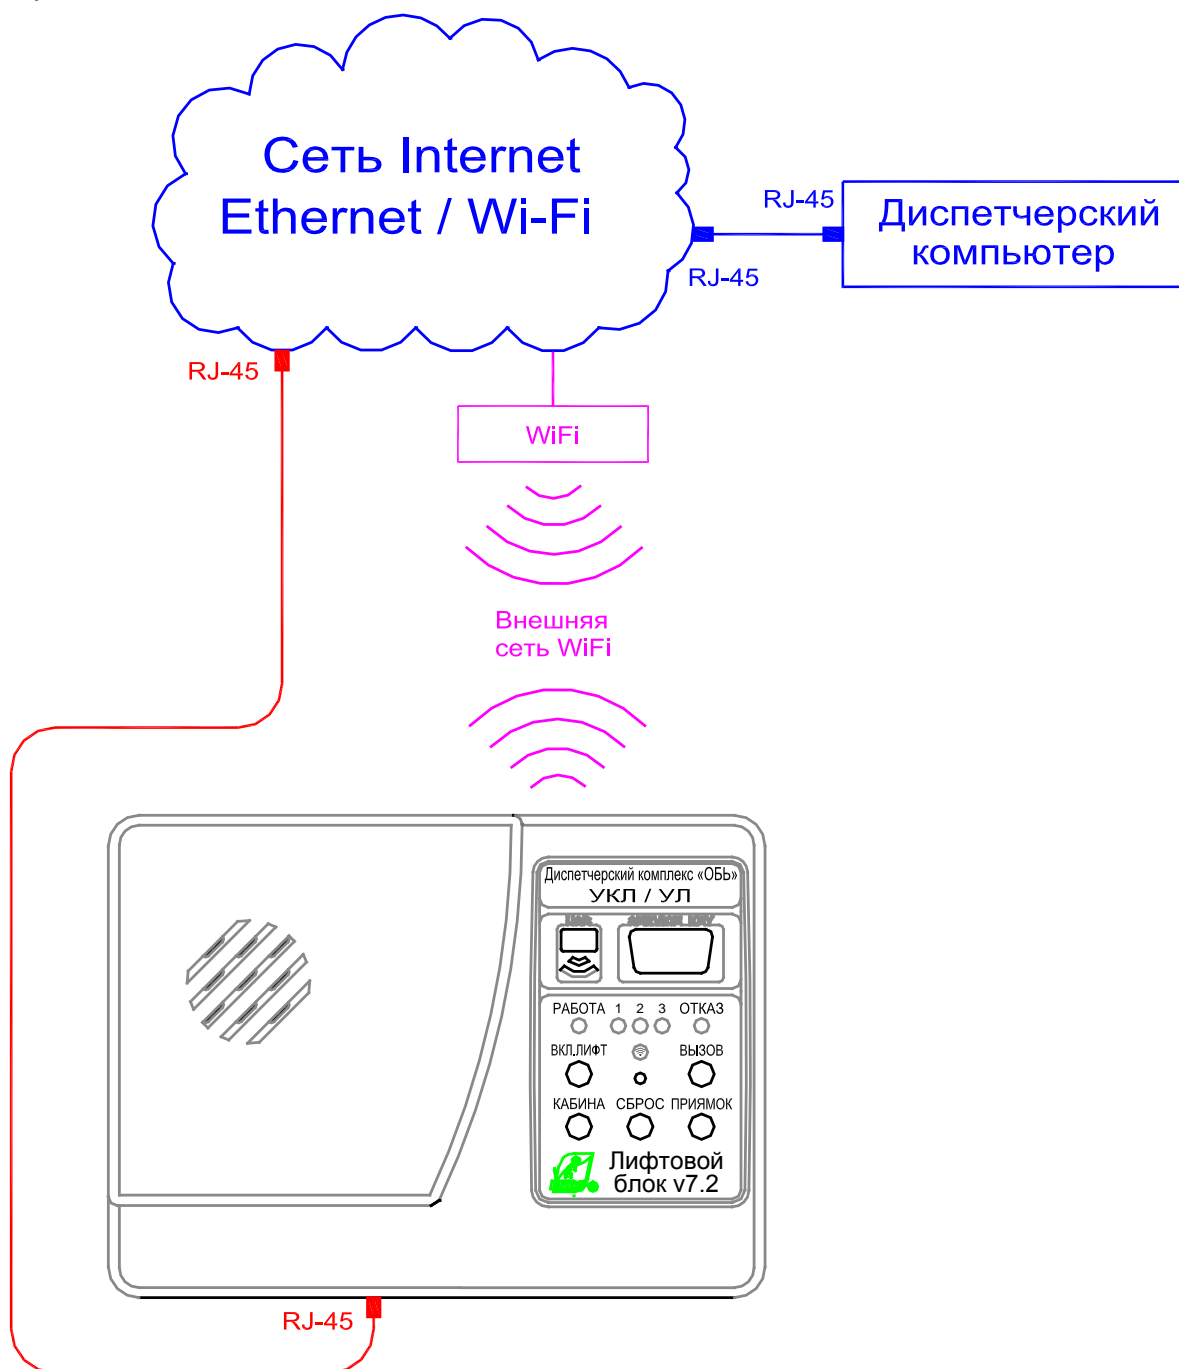 Сеть Internet
Ethernet / Wi-Fi
RJ-45
Диспетчерский
компьютер
RJ-45
RJ-45
WiFi
Внешняя
сеть WiFi
Диспетчерский комплекс «ОБЬ»
УКЛ / УЛ
РАБОТА 1 2 3 ОТКАЗ
ВКЛ.ЛИФТ ВЫЗОВ
КАБИНА СБРОС ПРИЯМОК
Лифтовой
блок v7.2
RJ-45